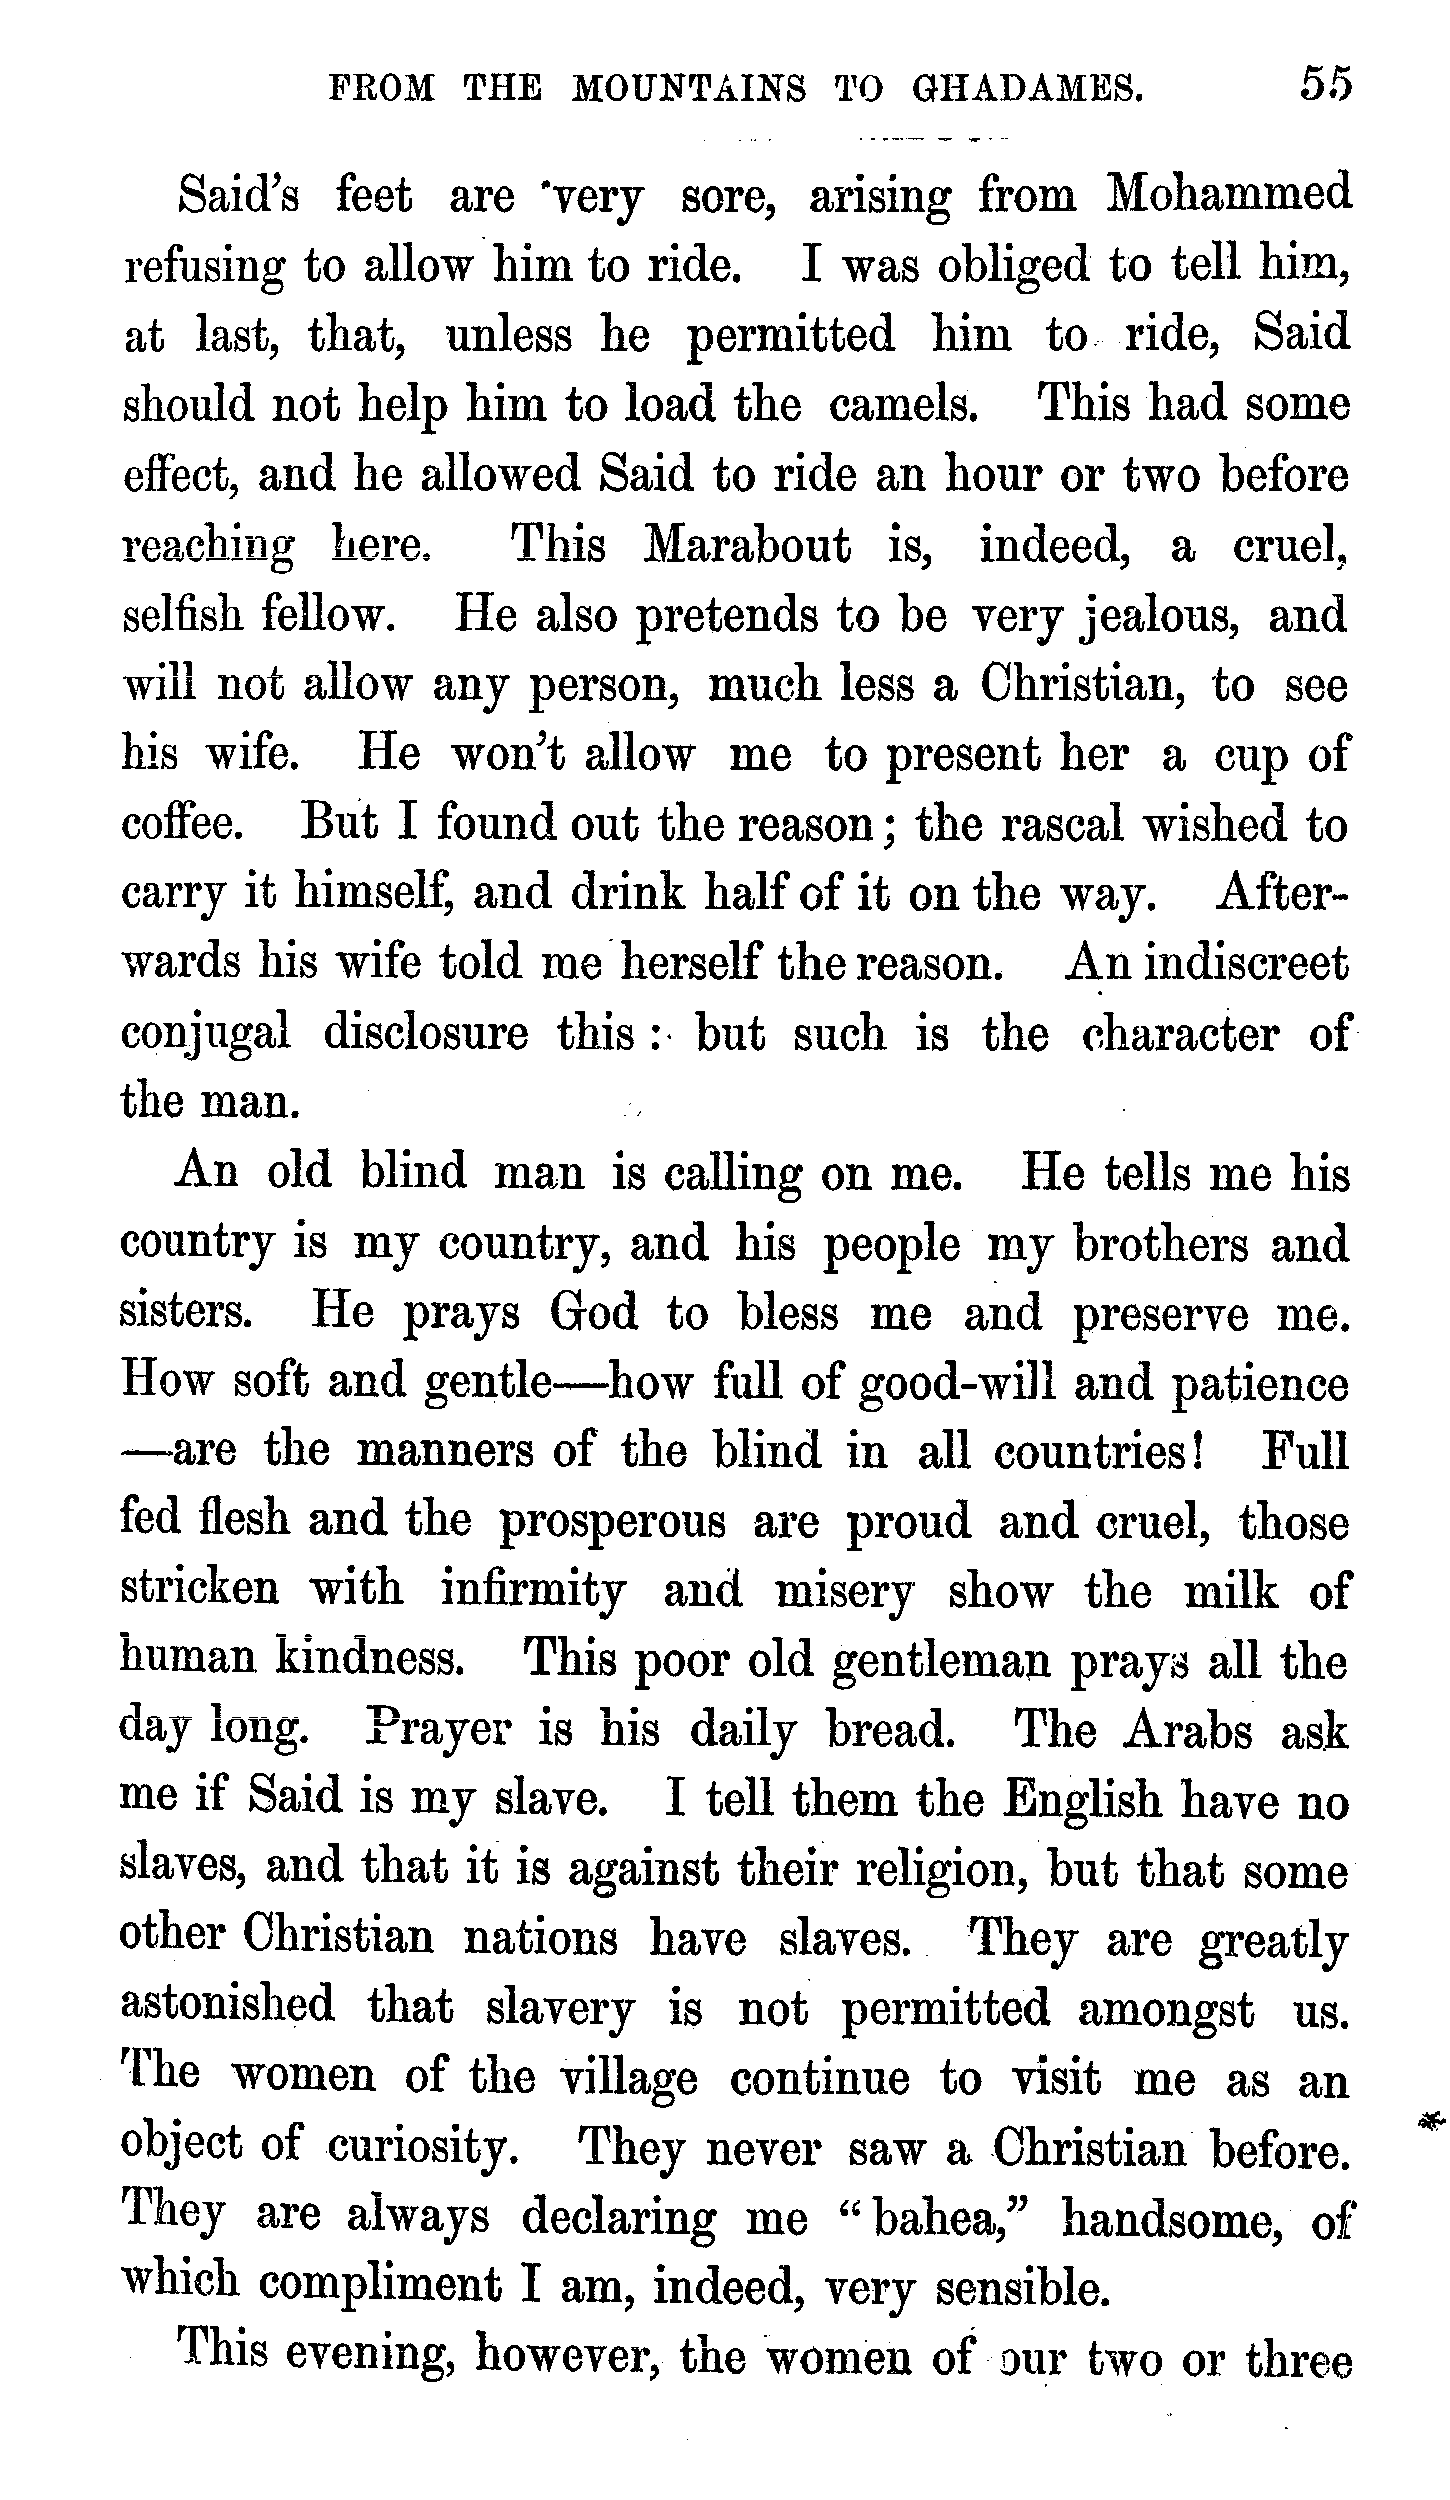 FROM THE MOUNTAINS TO GHADAMES. 55
Said's feet are very sore, arising from Mohammed
refusing to allow him to ride. I was obliged to tell him,
at last, that, unless he permitted him to ride, Said
should not help him to load the camels. This had some
effect, and he allowed Said to ride an hour or two before
reaching here. This Marabout is, indeed, a cruel,
selfish fellow. He also pretends to be very jealous, and
will not allow any person, much less a Christian, to see
his wife. He won't allow me to present her a cup of
coffee. But I found out the reason; the rascal wished to
carry it himself, and drink half of it on the way. After-
wards his wife told me herself the reason. An indiscreet
conjugal disclosure this: but such is the character of
the man.
An old blind man is calling on me. He tells me his
country is my country, and his people my brothers and
sisters. He prays God to bless me and preserve me.
How soft and gentle—how full of good-will and patience
—are the manners of the blind in all countries! Full
fed flesh and the prosperous are proud and cruel, those
stricken with infirmity and misery show the milk of
human kindness. This poor old gentleman prays all the
day long. Prayer is his daily bread. The Arabs ask
me if Said is my slave. I tell them the English have no
slaves, and that it is against their religion, but that some
other Christian nations have slaves. They are greatly
astonished that slavery is not permitted amongst us.
The women of the village continue to visit me as an
object of curiosity. They never saw a Christian before.
They are always declaring me "bahea," handsome, of
which compliment I am, indeed, very sensible.
This evening, however, the women of our two or three